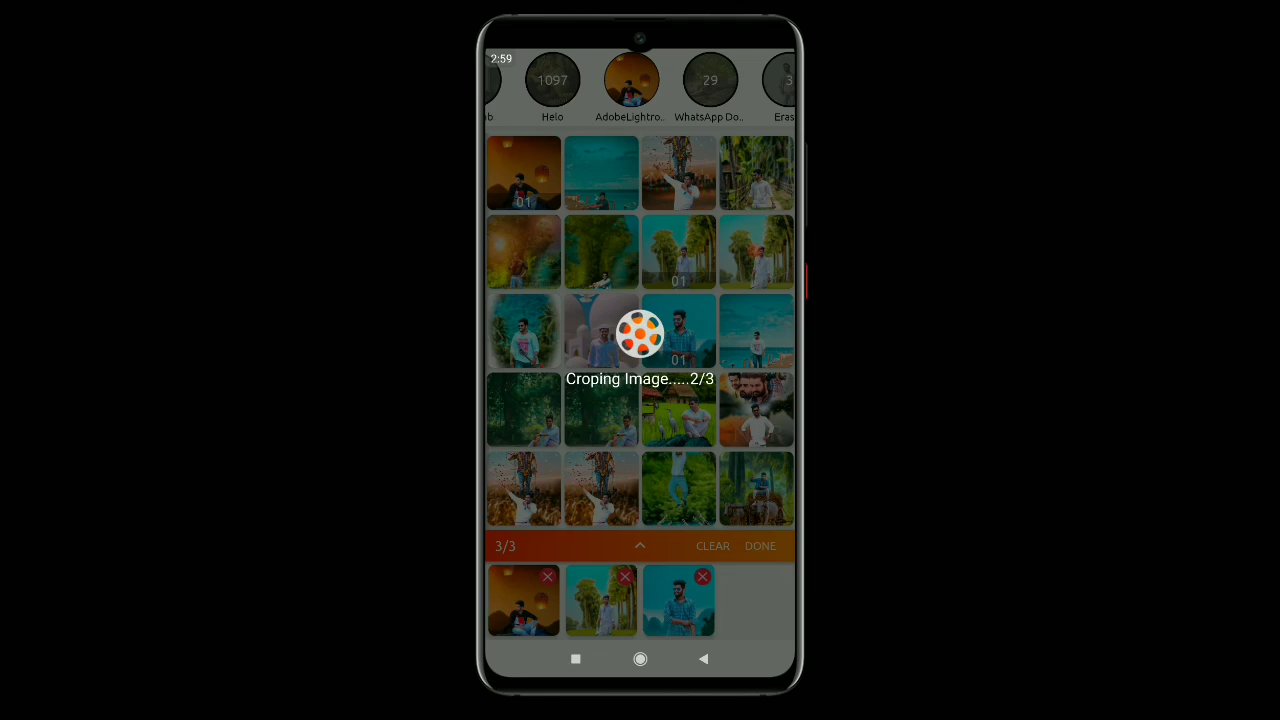 2:59
1097
29
3
ob
Helo
AdobeLightro..
WhatsApp Do..
Eras
01
01
01
Croping Image.....2/3
3/3
CLEAR
DONE